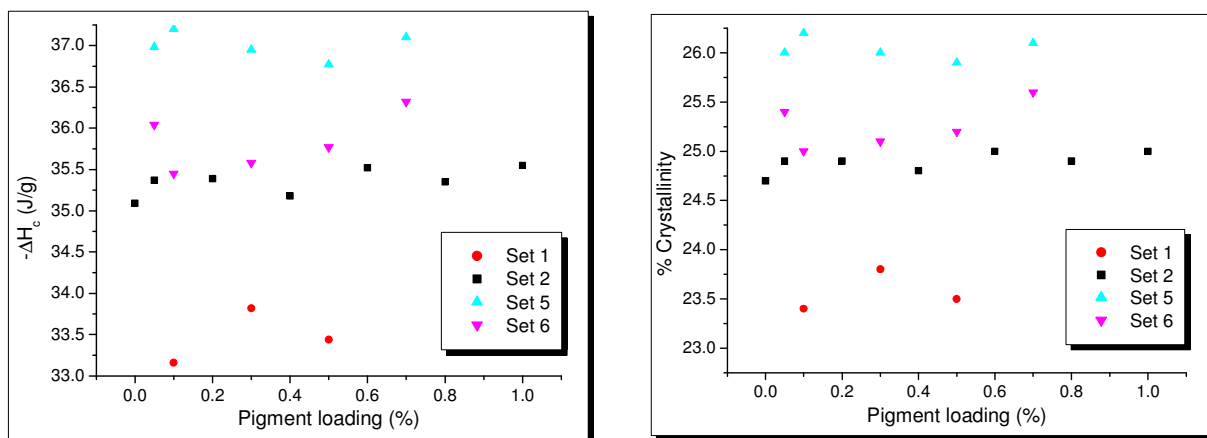 37.0
36.5
36.0
35.5
35.0
34.5
34.0
33.5
33.0
-ΔH_c (J/g)
0.0 0.2 0.4 0.6 0.8 1.0
Pigment loading (%)
Set 1
Set 2
Set 5
Set 6
26.0
25.5
25.0
24.5
24.0
23.5
23.0
% Crystallinity
0.0 0.2 0.4 0.6 0.8 1.0
Pigment loading (%)
Set 1
Set 2
Set 5
Set 6